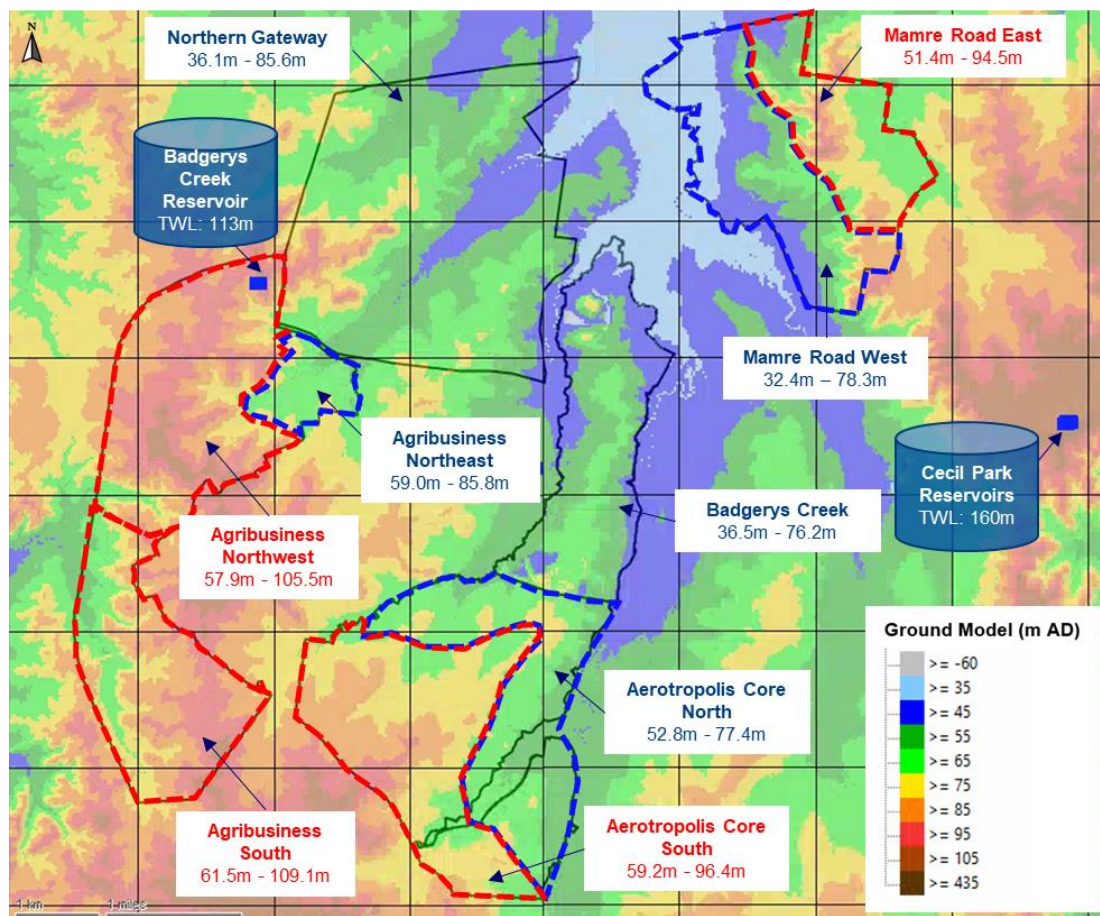 N
Northern Gateway
36.1m - 85.6m
Mamre Road East
51.4m - 94.5m
Badgerys
Creek
Reservoir
TWL: 113m
Mamre Road West
32.4m – 78.3m
Agribusiness
Northeast
59.0m - 85.8m
Cecil Park
Reservoirs
TWL: 160m
Badgerys Creek
36.5m - 76.2m
Agribusiness
Northwest
57.9m - 105.5m
Ground Model (m AD)
>= -60
>= 35
>= 45
>= 55
>= 65
>= 75
>= 85
>= 95
>= 105
>= 435
Aerotropolis Core
North
52.8m - 77.4m
Agribusiness
South
61.5m - 109.1m
Aerotropolis Core
South
59.2m - 96.4m
1 km
1 miles